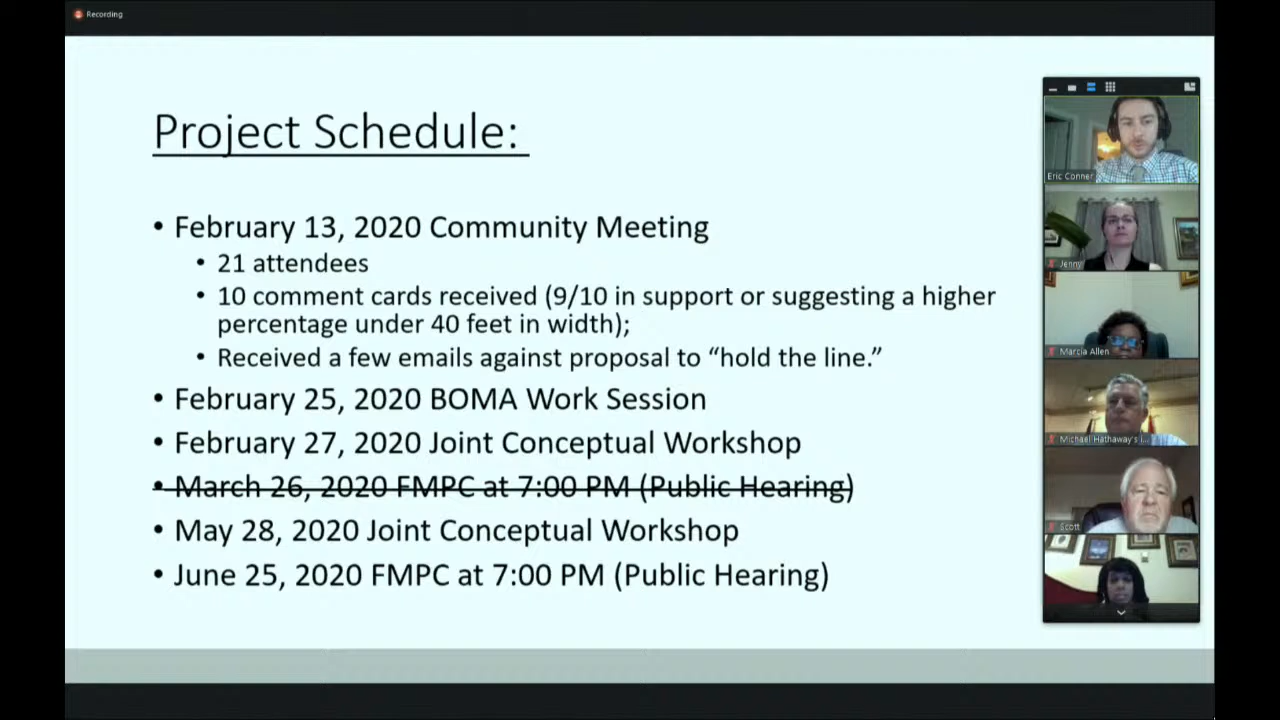 Recording
Project Schedule:
• February 13, 2020 Community Meeting
• 21 attendees
• 10 comment cards received (9/10 in support or suggesting a higher
percentage under 40 feet in width);
• Received a few emails against proposal to “hold the line.”
• February 25, 2020 BOMA Work Session
• February 27, 2020 Joint Conceptual Workshop
• March 26, 2020 FMPC at 7:00 PM (Public Hearing)
• May 28, 2020 Joint Conceptual Workshop
• June 25, 2020 FMPC at 7:00 PM (Public Hearing)
Eric Conner
Jenny
Marcia Allen
Michael Hathaway's i...
Scott